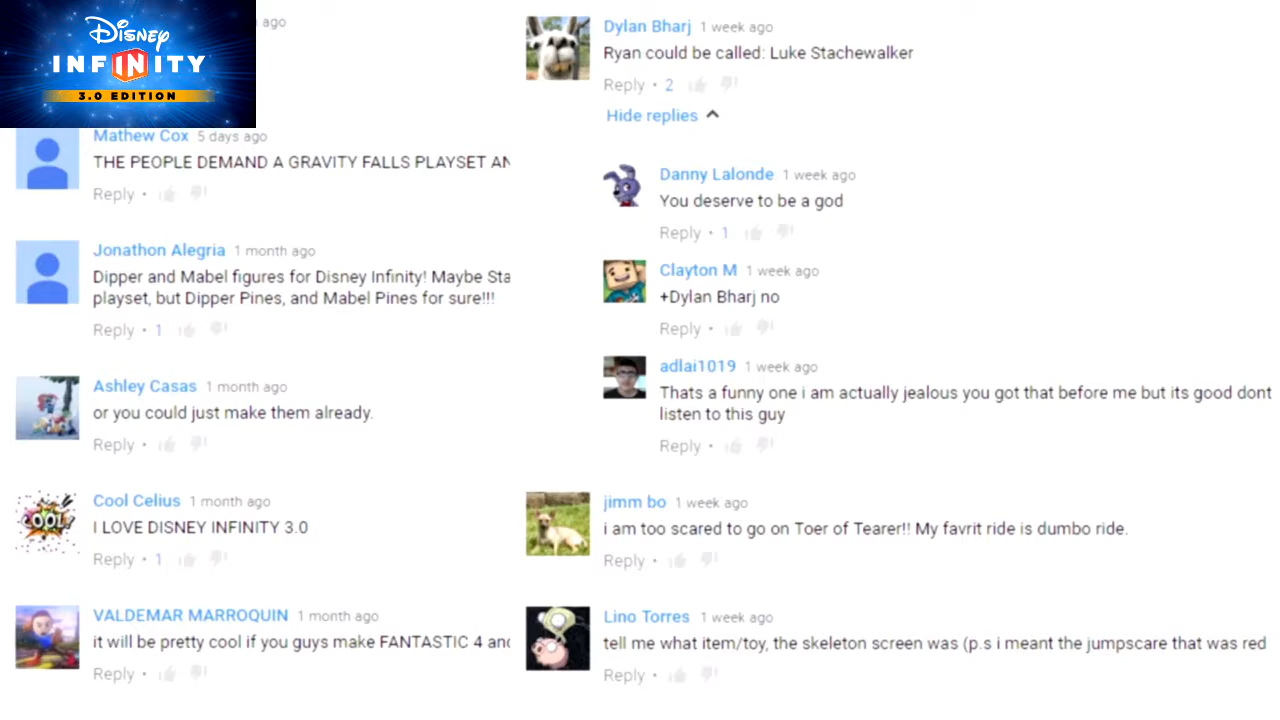 Disney
INFINITY
3.0 EDITION
ago
Mathew Cox 5 days ago
THE PEOPLE DEMAND A GRAVITY FALLS PLAYSET AN
Reply •
Jonathon Alegria 1 month ago
Dipper and Mabel figures for Disney Infinity! Maybe Sta
playset, but Dipper Pines, and Mabel Pines for sure!!!
Reply • 1
Ashley Casas 1 month ago
or you could just make them already.
Reply •
COOL!
Cool Celius 1 month ago
I LOVE DISNEY INFINITY 3.0
Reply • 1
VALDEMAR MARROQUIN 1 month ago
it will be pretty cool if you guys make FANTASTIC 4 and
Reply •
Dylan Bharj 1 week ago
Ryan could be called: Luke Stachewalker
Reply • 2
Hide replies
Danny Lalonde 1 week ago
You deserve to be a god
Reply • 1
Clayton M 1 week ago
+Dylan Bharj no
Reply •
adlai1019 1 week ago
Thats a funny one i am actually jealous you got that before me but its good dont
listen to this guy
Reply •
jimm bo 1 week ago
i am too scared to go on Toer of Tearer!! My favrit ride is dumbo ride.
Reply •
Lino Torres 1 week ago
tell me what item/toy, the skeleton screen was (p.s i meant the jumpscare that was red
Reply •